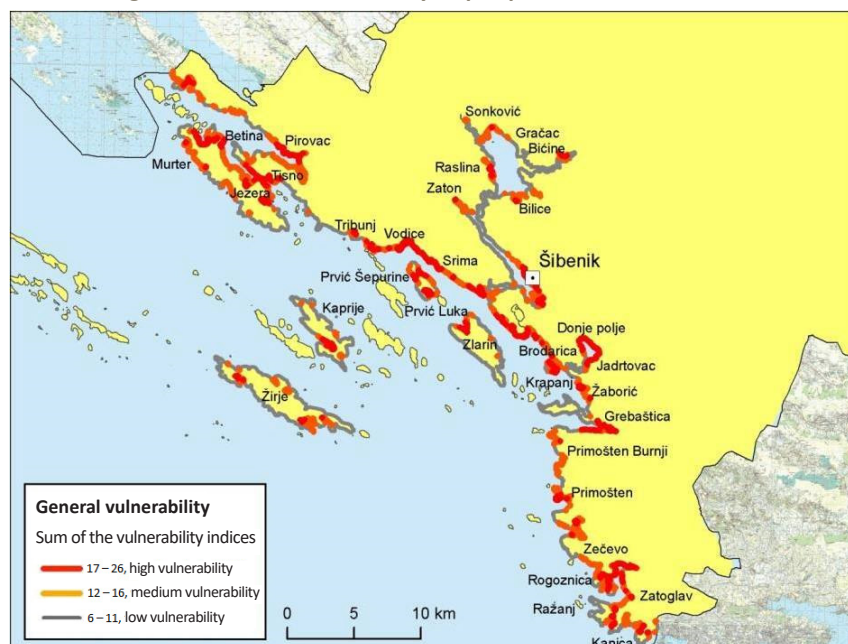 Sonković
Gračac
Bićine
Betina
Pirovac
Raslina
Murter
Tisno
Zaton
Jezera
Bilice
Tribunj
Vodice
Srima
Šibenik
Prvić Šepurine
Kaprije
Prvić Luka
Donje polje
Zlarin
Brodarica
Jadrtovac
Krapanj
Žaborić
Žirje
Grebaštica
Primošten Burnji
Primošten
Zečevo
Rogoznica
Zatoglav
Ražanj
Kanica
General vulnerability
Sum of the vulnerability indices
17 – 26, high vulnerability
12 – 16, medium vulnerability
6 – 11, low vulnerability
0 5 10 km